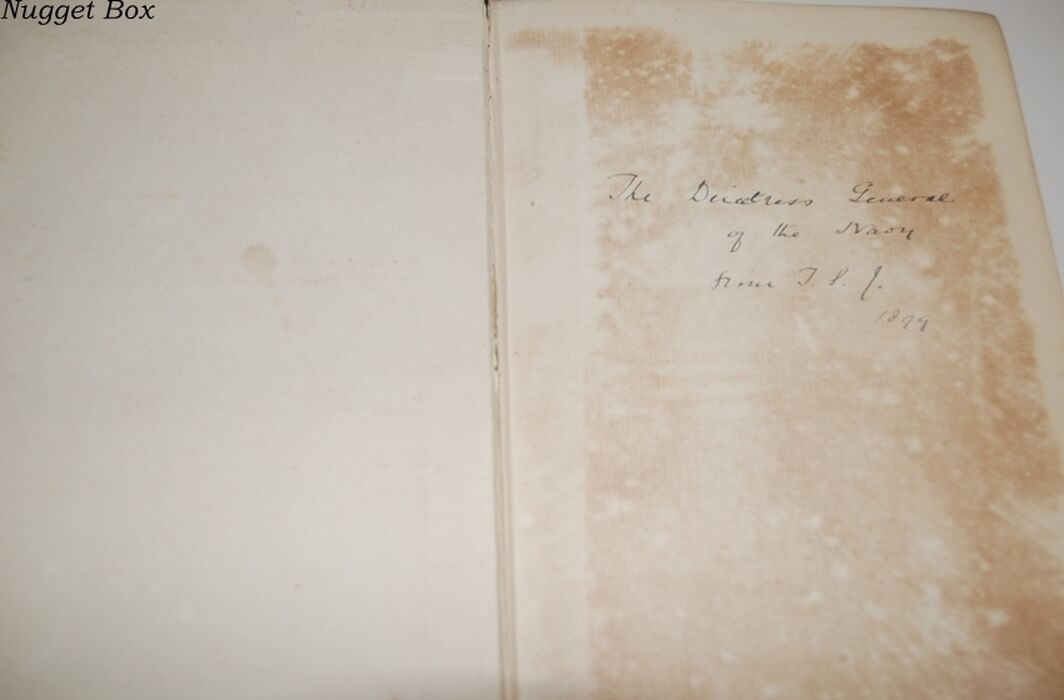 Nugget Box
The Directress General
of the Navy
from T. S. J.
1899